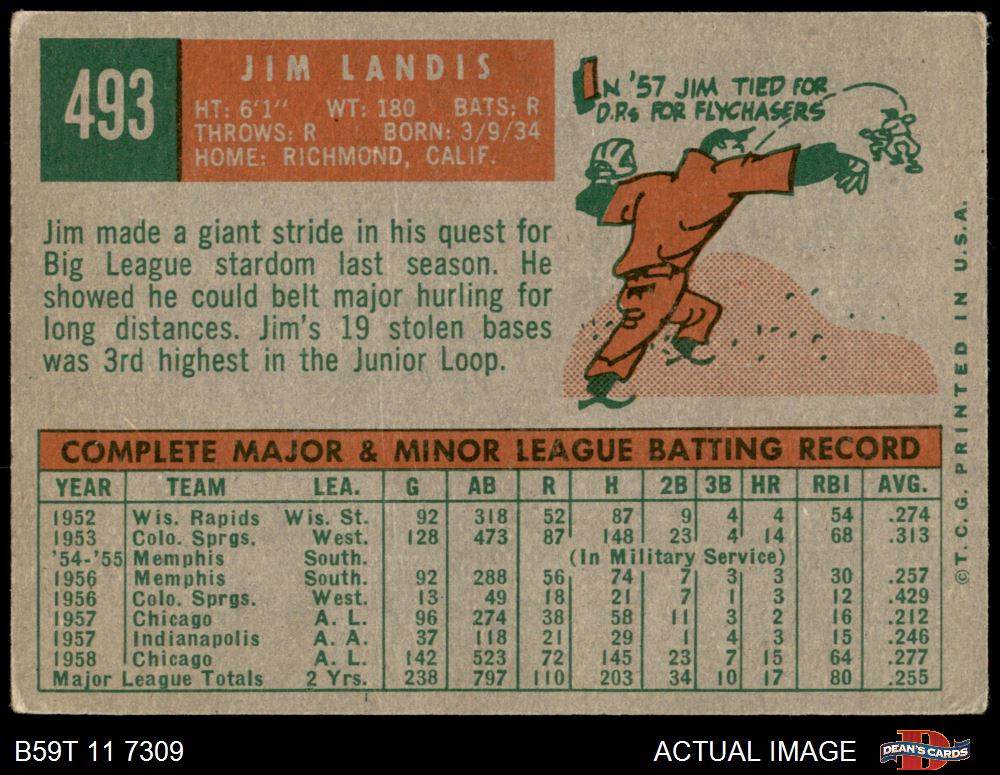 493
JIM LANDIS
HT: 6'1" WT: 180 BATS: R
THROWS: R BORN: 3/9/34
HOME: RICHMOND, CALIF.
IN '57 JIM TIED FOR
D.P.s FOR FLYCHASERS
Jim made a giant stride in his quest for
Big League stardom last season. He
showed he could belt major hurling for
long distances. Jim's 19 stolen bases
was 3rd highest in the Junior Loop.
COMPLETE MAJOR & MINOR LEAGUE BATTING RECORD
YEAR TEAM LEA. G AB R H 2B 3B HR RBI AVG.
1952 Wis. Rapids Wis. St. 92 318 52 87 9 4 4 54 .274
1953 Colo. Sprgs. West. 128 473 87 148 23 4 14 68 .313
'54-'55 Memphis South. (In Military Service)
1956 Memphis South. 92 288 56 74 7 3 3 30 .257
1956 Colo. Sprgs. West. 13 49 18 21 7 1 3 12 .429
1957 Chicago A. L. 96 274 38 58 11 3 2 16 .212
1957 Indianapolis A. A. 37 118 21 29 1 4 3 15 .246
1958 Chicago A. L. 142 523 72 145 23 7 15 64 .277
Major League Totals 2 Yrs. 238 797 110 203 34 10 17 80 .255
©T. C. G. PRINTED IN U.S.A.
B59T 11 7309 ACTUAL IMAGE
DEAN'S CARDS